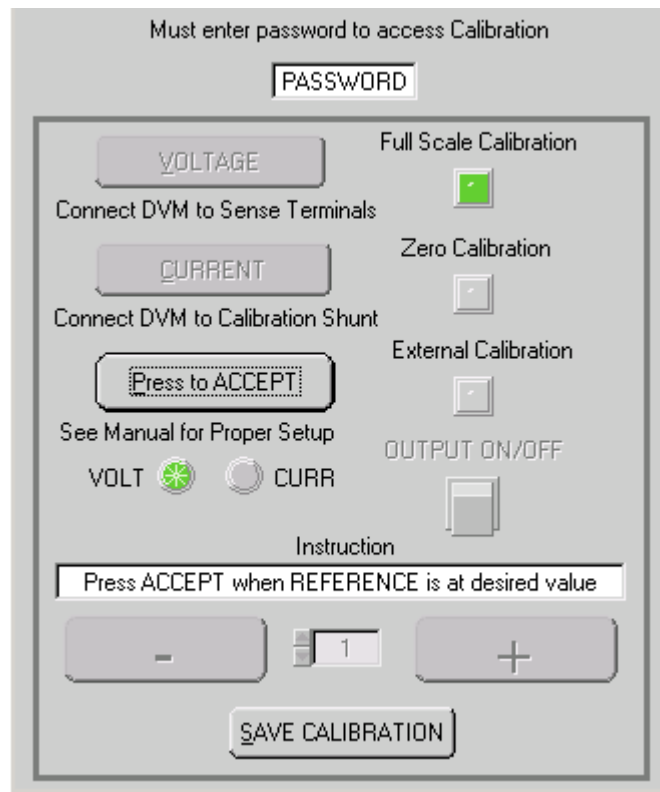 Must enter password to access Calibration
PASSWORD
VOLTAGE
Full Scale Calibration
Connect DVM to Sense Terminals
CURRENT
Zero Calibration
Connect DVM to Calibration Shunt
Press to ACCEPT
External Calibration
See Manual for Proper Setup
VOLT CURR
OUTPUT ON/OFF
Instruction
Press ACCEPT when REFERENCE is at desired value
- 1 +
SAVE CALIBRATION